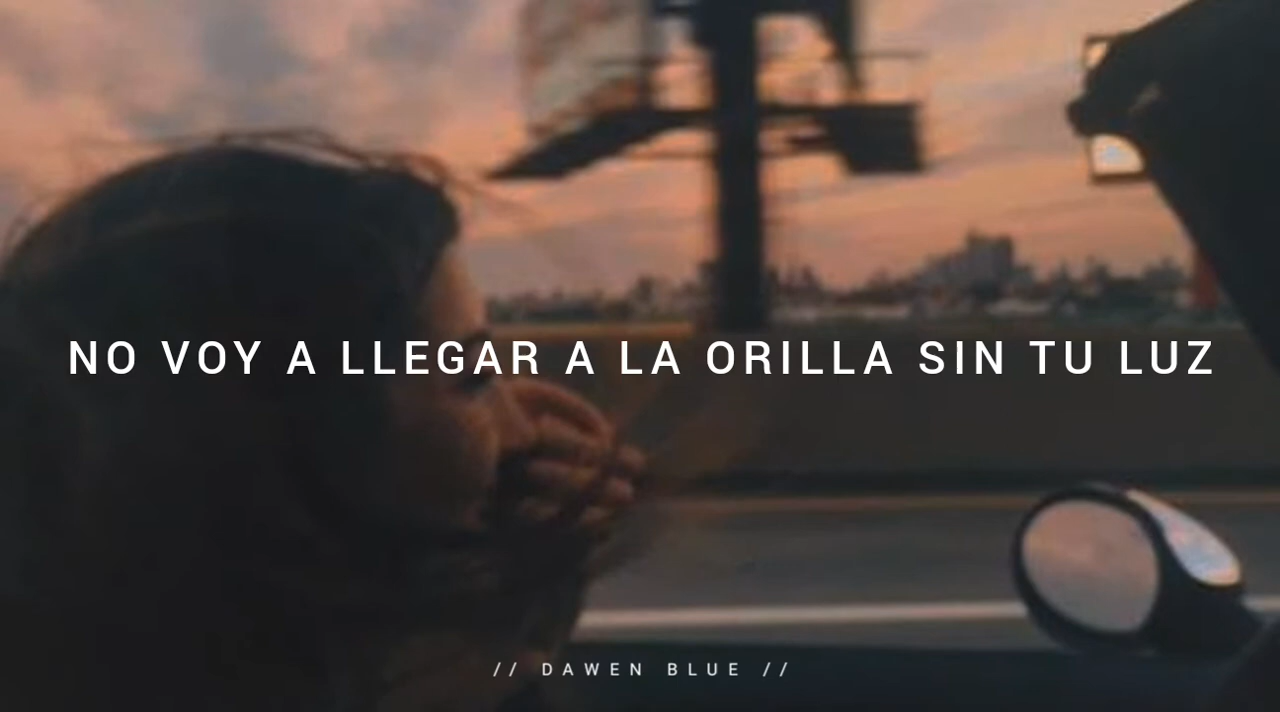 NO VOY A LLEGAR A LA ORILLA SIN TU LUZ
// DAWEN BLUE //